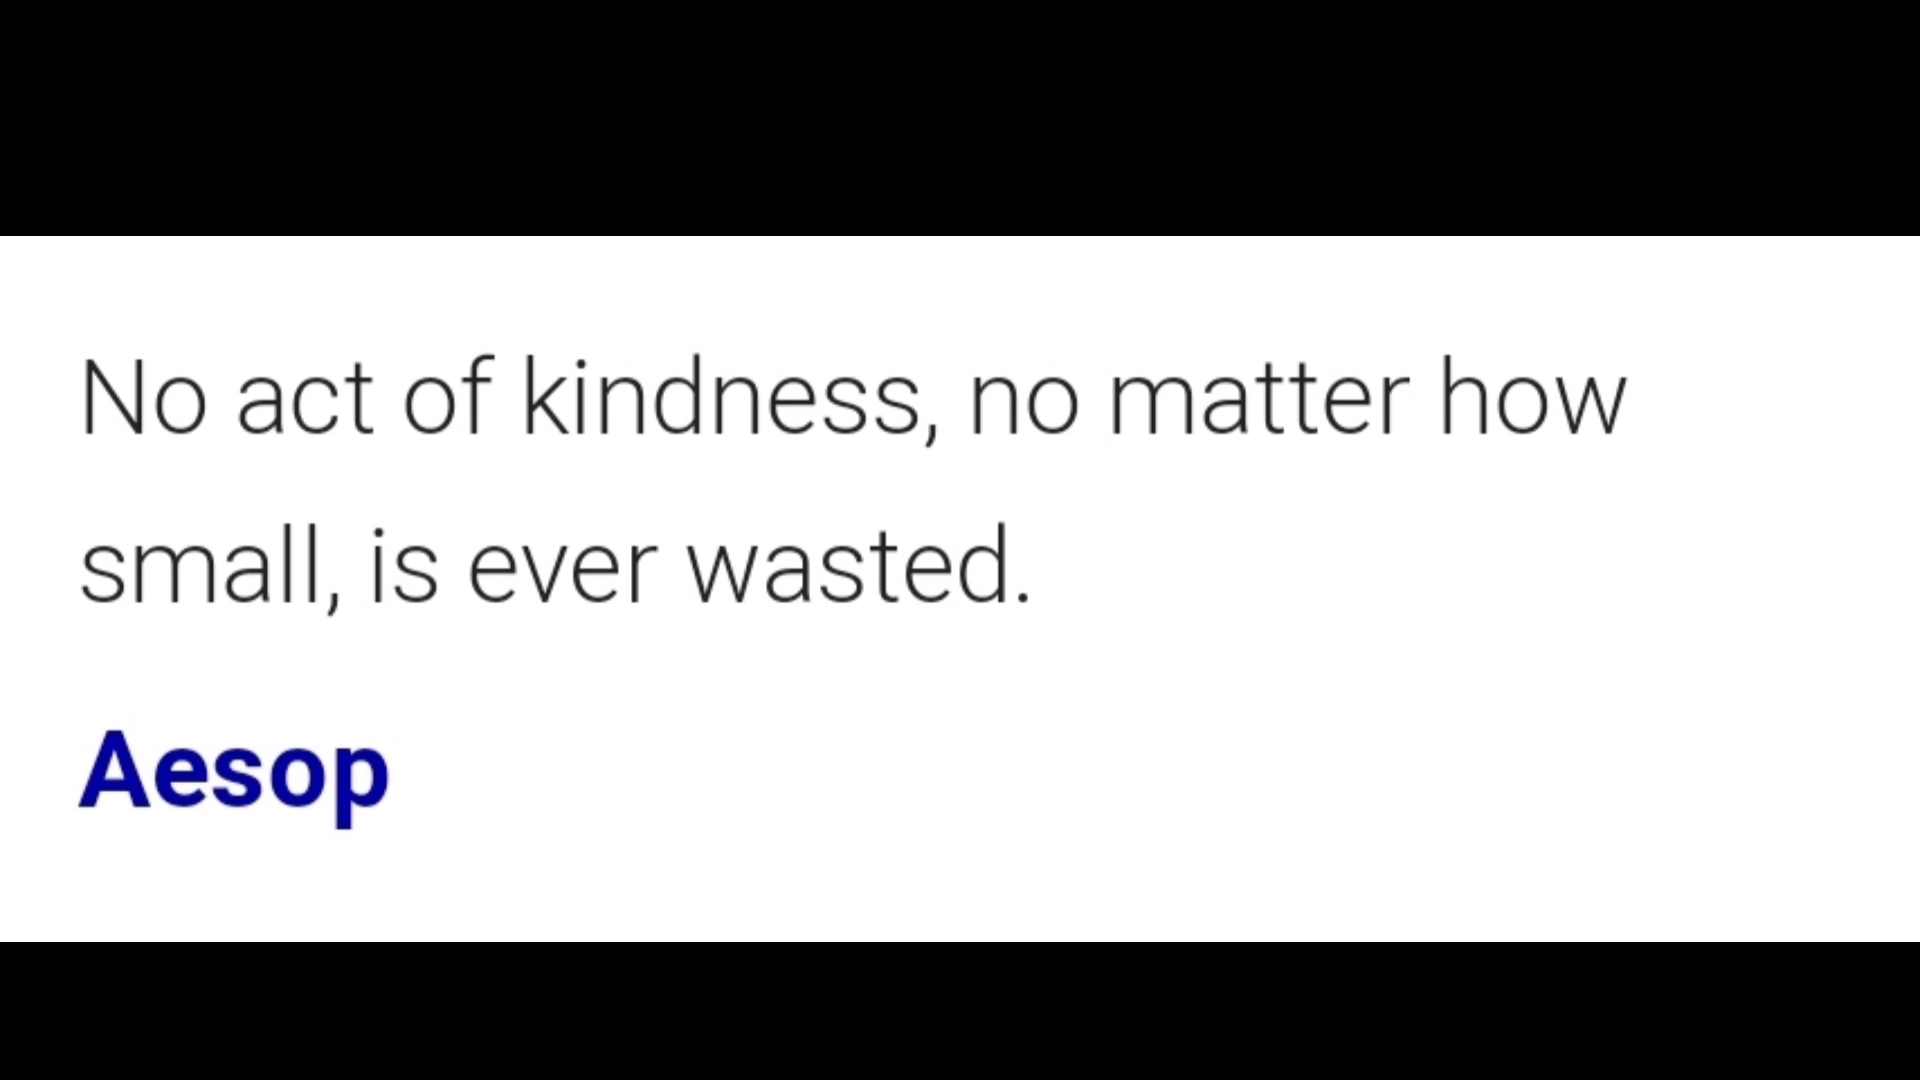 No act of kindness, no matter how
small, is ever wasted.
Aesop